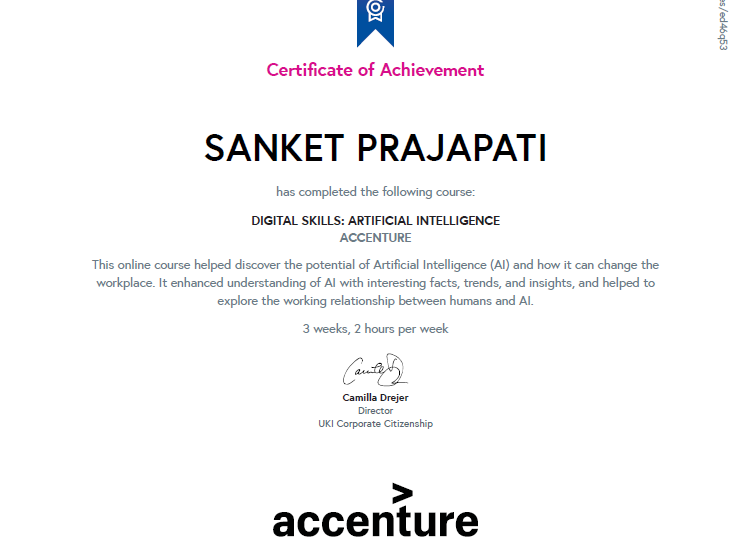 es/ed46q53
Certificate of Achievement
SANKET PRAJAPATI
has completed the following course:
DIGITAL SKILLS: ARTIFICIAL INTELLIGENCE
ACCENTURE
This online course helped discover the potential of Artificial Intelligence (AI) and how it can change the
workplace. It enhanced understanding of AI with interesting facts, trends, and insights, and helped to
explore the working relationship between humans and AI.
3 weeks, 2 hours per week
Camilla Drejer
Director
UKI Corporate Citizenship
accenture